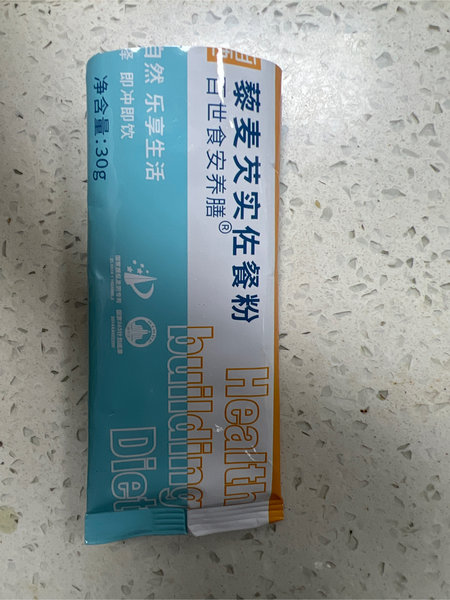 藜麦芡实佐餐粉
百世食安养膳®
自然 乐享生活
即冲即饮
净含量:30g
Health
building
Diet